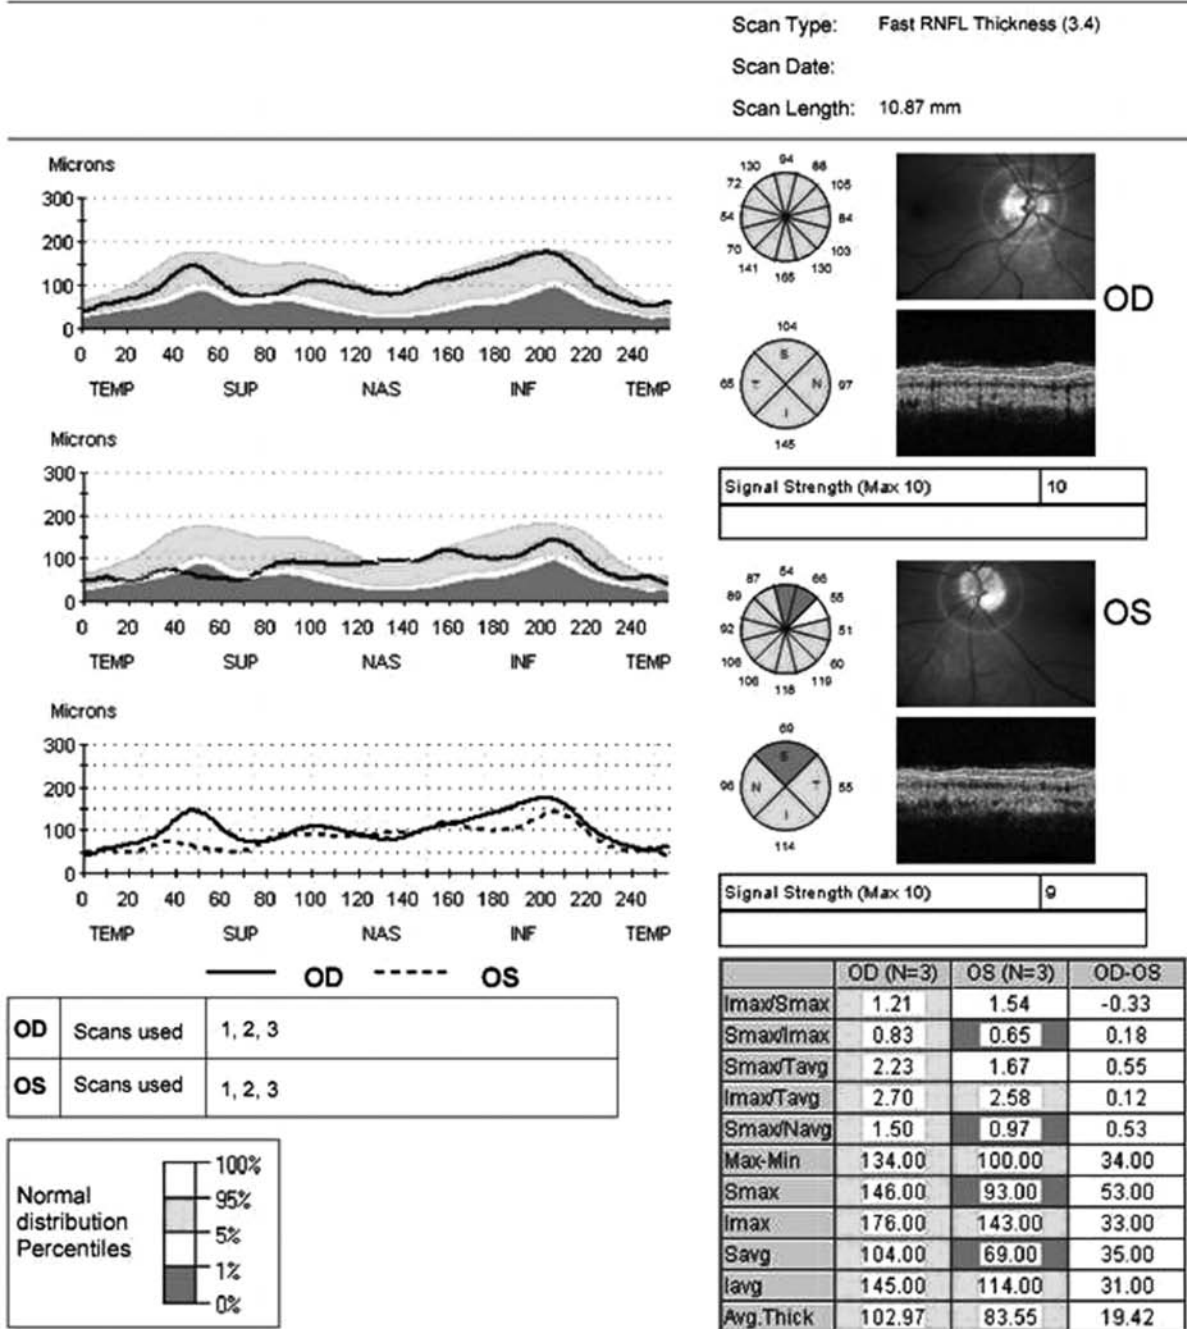 Scan Type: Fast RNFL Thickness (3.4)
Scan Date:
Scan Length: 10.87 mm
Microns
300
200
100
0
0 20 40 60 80 100 120 140 160 180 200 220 240
TEMP SUP NAS INF TEMP
130 94 88
72 105
54 84
70 103
141 165 130
OD
104
S
65 T N 97
I
145
Signal Strength (Max 10) 10
Microns
300
200
100
0
0 20 40 60 80 100 120 140 160 180 200 220 240
TEMP SUP NAS INF TEMP
87 54 66
89 55
92 51
106 60
106 118 119
OS
69
S
96 N T 55
I
114
Signal Strength (Max 10) 9
Microns
300
200
100
0
0 20 40 60 80 100 120 140 160 180 200 220 240
TEMP SUP NAS INF TEMP
OD OS
OD Scans used 1, 2, 3
OS Scans used 1, 2, 3
Normal
distribution
Percentiles
100%
95%
5%
1%
0%
OD (N=3) OS (N=3) OD-OS
Imax/Smax 1.21 1.54 -0.33
Smax/Imax 0.83 0.65 0.18
Smax/Tavg 2.23 1.67 0.55
Imax/Tavg 2.70 2.58 0.12
Smax/Navg 1.50 0.97 0.53
Max-Min 134.00 100.00 34.00
Smax 146.00 93.00 53.00
Imax 176.00 143.00 33.00
Savg 104.00 69.00 35.00
Iavg 145.00 114.00 31.00
Avg.Thick 102.97 83.55 19.42